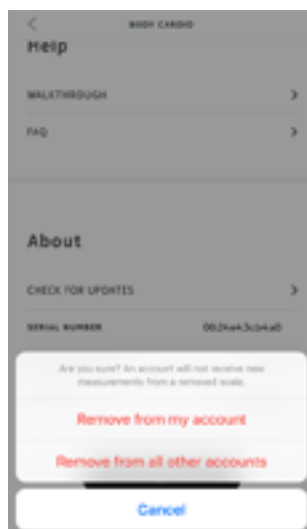 BODY CARDIO
Help
WALKTHROUGH
FAQ
About
CHECK FOR UPDATES
SERIAL NUMBER
Are you sure? An account will not receive new
measurements from a removed scale.
Remove from my account
Remove from all other accounts
Cancel